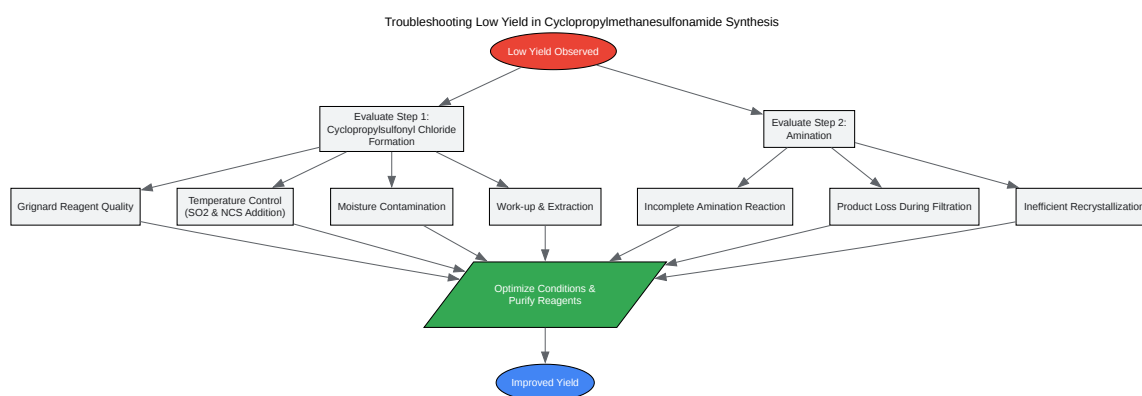 Troubleshooting Low Yield in Cyclopropylmethanesulfonamide Synthesis
Low Yield Observed
Evaluate Step 1:
Cyclopropylsulfonyl Chloride
Formation
Evaluate Step 2:
Amination
Grignard Reagent Quality
Temperature Control
(SO2 & NCS Addition)
Moisture Contamination
Work-up & Extraction
Incomplete Amination Reaction
Product Loss During Filtration
Inefficient Recrystallization
Optimize Conditions &
Purify Reagents
Improved Yield